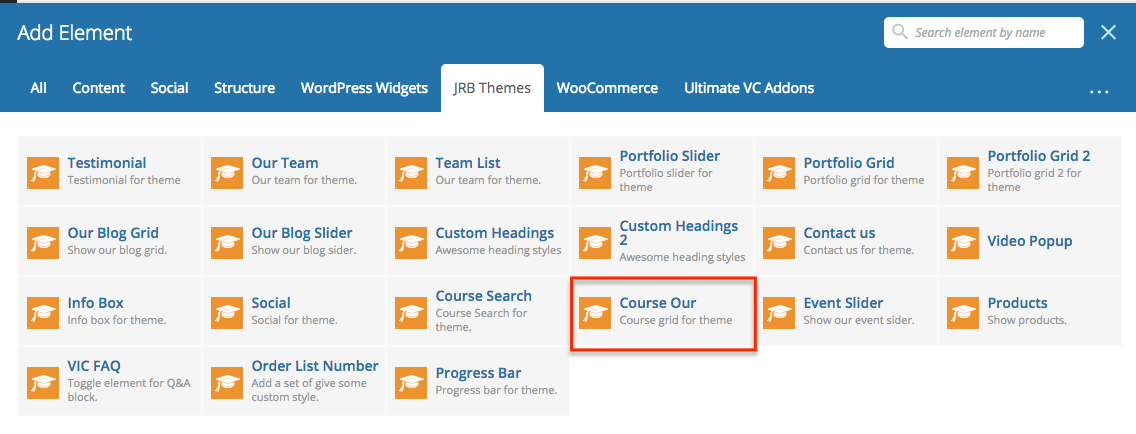 Add Element
Search element by name
All Content Social Structure WordPress Widgets JRB Themes WooCommerce Ultimate VC Addons ...
Testimonial
Testimonial for theme
Our Team
Our team for theme.
Team List
Our team for theme.
Portfolio Slider
Portfolio slider for
theme
Portfolio Grid
Portfolio grid for theme
Portfolio Grid 2
Portfolio grid 2 for
theme
Our Blog Grid
Show our blog grid.
Our Blog Slider
Show our blog sider.
Custom Headings
Awesome heading styles
Custom Headings
2
Awesome heading styles
Contact us
Contact us for theme.
Video Popup
Info Box
Info box for theme.
Social
Social for theme.
Course Search
Course Search for
theme.
Course Our
Course grid for theme
Event Slider
Show our event sider.
Products
Show products.
VIC FAQ
Toggle element for Q&A
block.
Order List Number
Add a set of give some
custom style.
Progress Bar
Progress bar for theme.